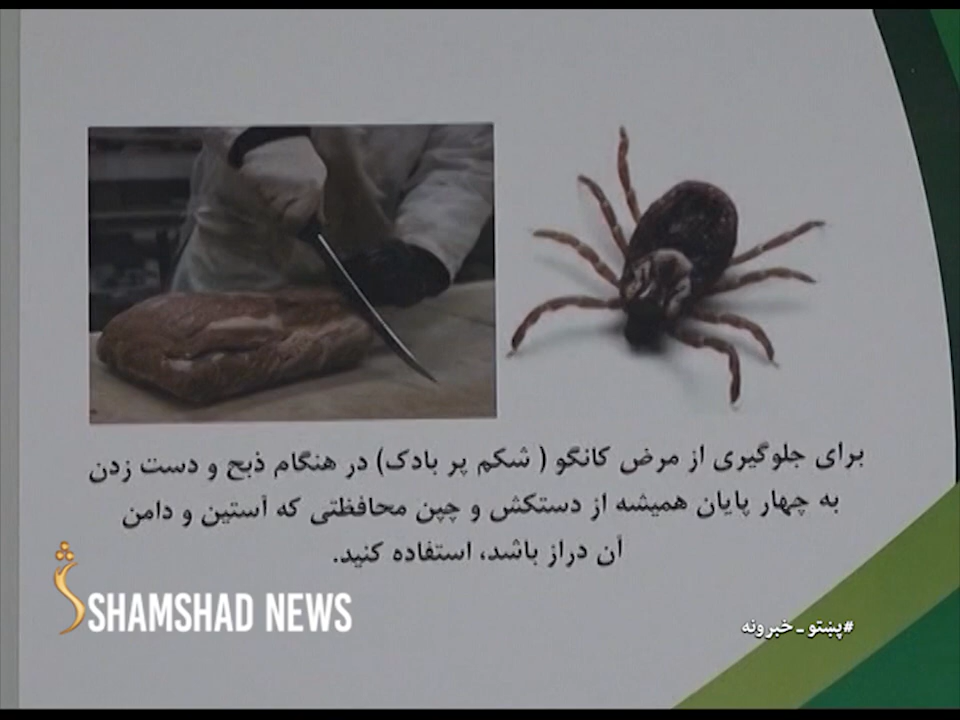 برای جلوگیری از مرض کانگو ( شکم پر بادک) در هنگام ذبح و دست زدن
به چهار پایان همیشه از دستکش و چپن محافظتی که آستین و دامن
آن دراز باشد، استفاده کنید.
SHAMSHAD NEWS
#پښتو_خبرونه